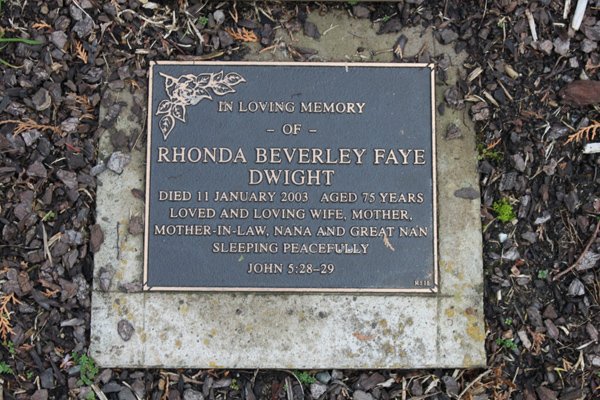 IN LOVING MEMORY
– OF –
RHONDA BEVERLEY FAYE
DWIGHT
DIED 11 JANUARY 2003 AGED 75 YEARS
LOVED AND LOVING WIFE, MOTHER,
MOTHER-IN-LAW, NANA AND GREAT NAN
SLEEPING PEACEFULLY
JOHN 5:28–29